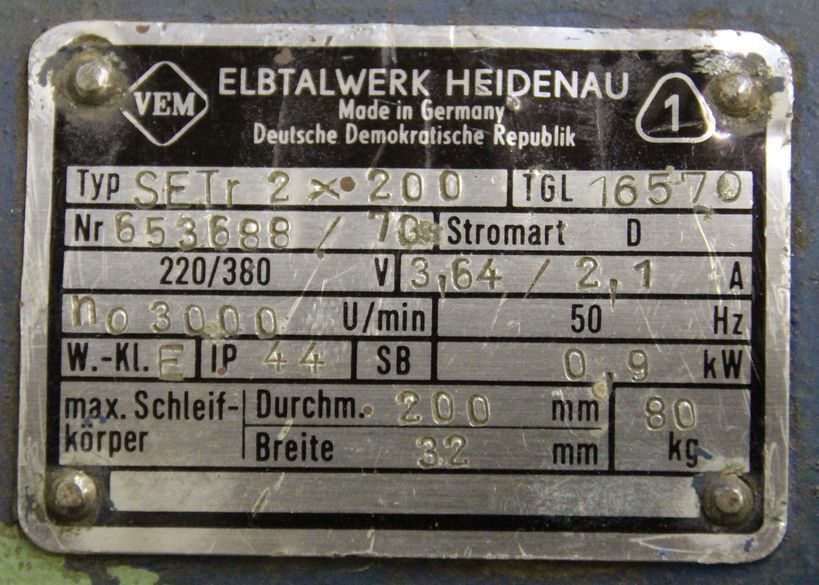 VEM
ELBTALWERK HEIDENAU
Made in Germany
Deutsche Demokratische Republik
1
Typ SETr 2 x 200 TGL 16570
Nr 653688 / 70 Stromart D
220/380 V 3,64 / 2,1 A
no 3000 U/min 50 Hz
W.-Kl. E IP 44 SB 0,9 kW
max. Schleif- Durchm. 200 mm 80
körper Breite 32 mm kg